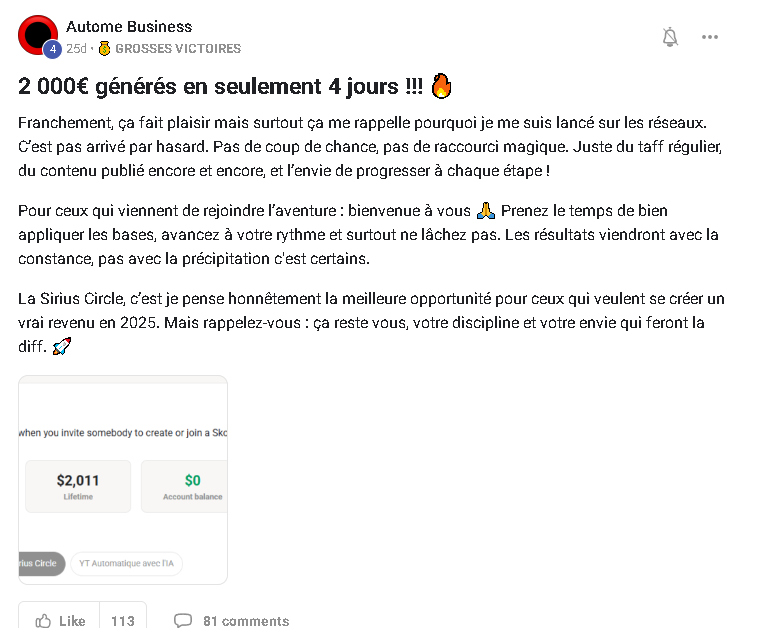 Autome Business
4
25d · GROSSES VICTOIRES
2 000€ générés en seulement 4 jours !!! 🔥
Franchement, ça fait plaisir mais surtout ça me rappelle pourquoi je me suis lancé sur les réseaux.
C'est pas arrivé par hasard. Pas de coup de chance, pas de raccourci magique. Juste du taff régulier,
du contenu publié encore et encore, et l'envie de progresser à chaque étape !
Pour ceux qui viennent de rejoindre l'aventure : bienvenue à vous 🙏 Prenez le temps de bien
appliquer les bases, avancez à votre rythme et surtout ne lâchez pas. Les résultats viendront avec la
constance, pas avec la précipitation c'est certains.
La Sirius Circle, c'est je pense honnêtement la meilleure opportunité pour ceux qui veulent se créer un
vrai revenu en 2025. Mais rappelez-vous : ça reste vous, votre discipline et votre envie qui feront la
diff. 🚀
when you invite somebody to create or join a Sko
$2,011
Lifetime
$0
Account balance
rius Circle
YT Automatique avec l'IA
Like
113
81 comments